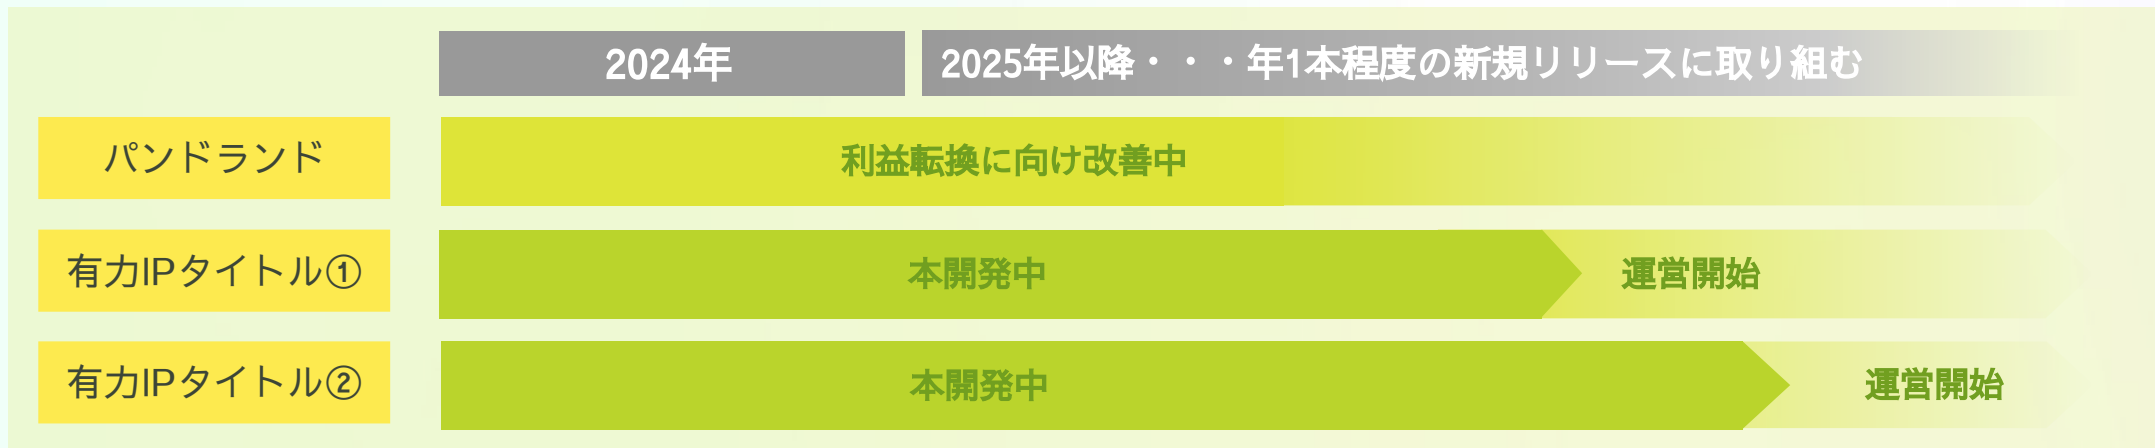 2024年
2025年以降・・・年1本程度の新規リリースに取り組む
パンドランド
利益転換に向け改善中
有力IPタイトル①
本開発中
運営開始
有力IPタイトル②
本開発中
運営開始